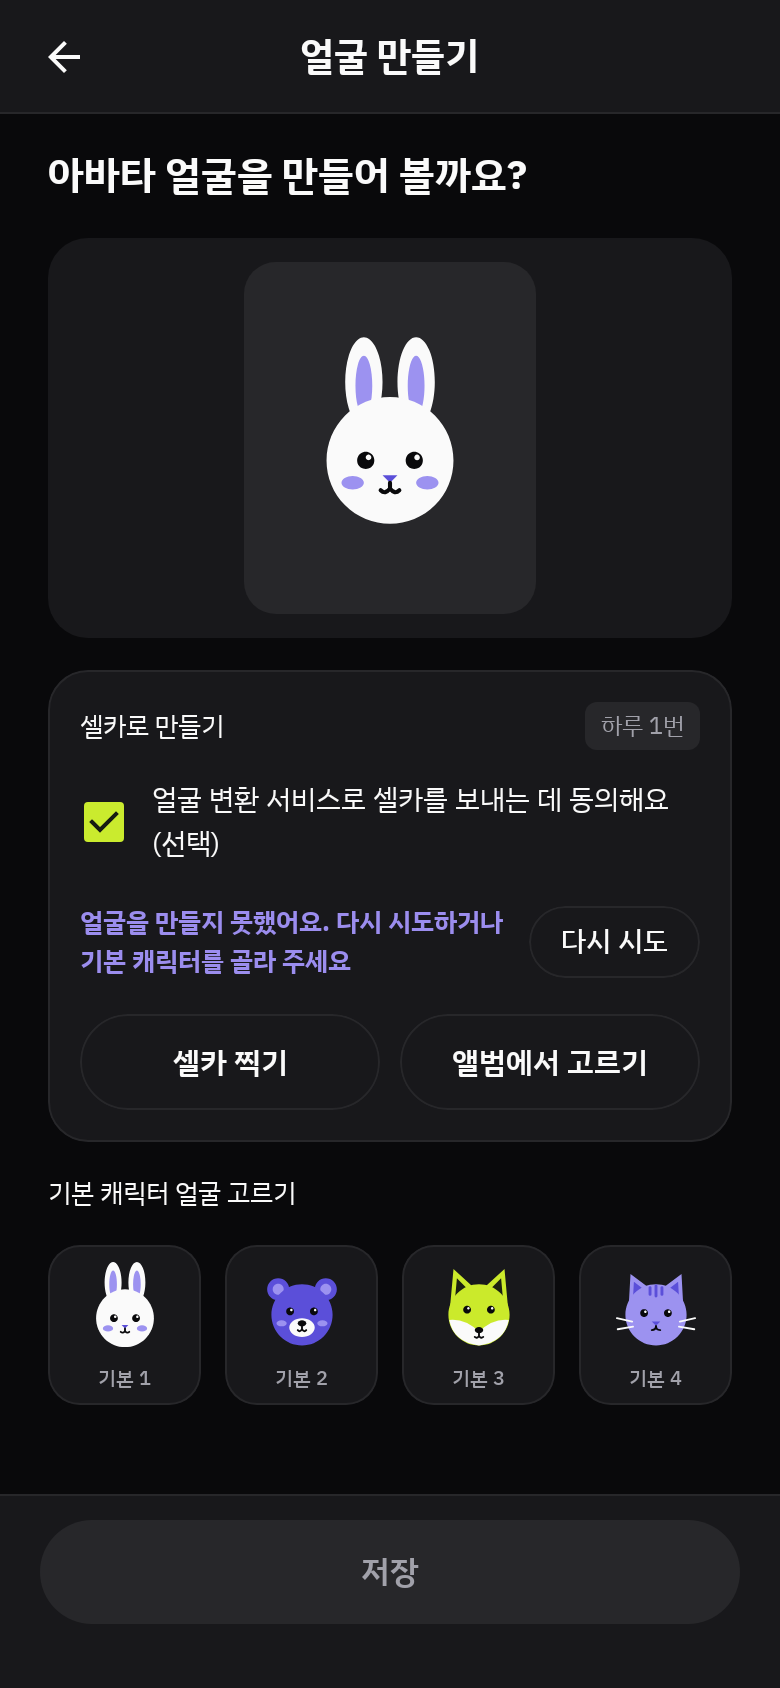 얼굴 만들기
아바타 얼굴을 만들어 볼까요?
셀카로 만들기
하루 1번
얼굴 변환 서비스로 셀카를 보내는 데 동의해요
(선택)
얼굴을 만들지 못했어요. 다시 시도하거나
기본 캐릭터를 골라 주세요
다시 시도
셀카 찍기
앨범에서 고르기
기본 캐릭터 얼굴 고르기
기본 1
기본 2
기본 3
기본 4
저장